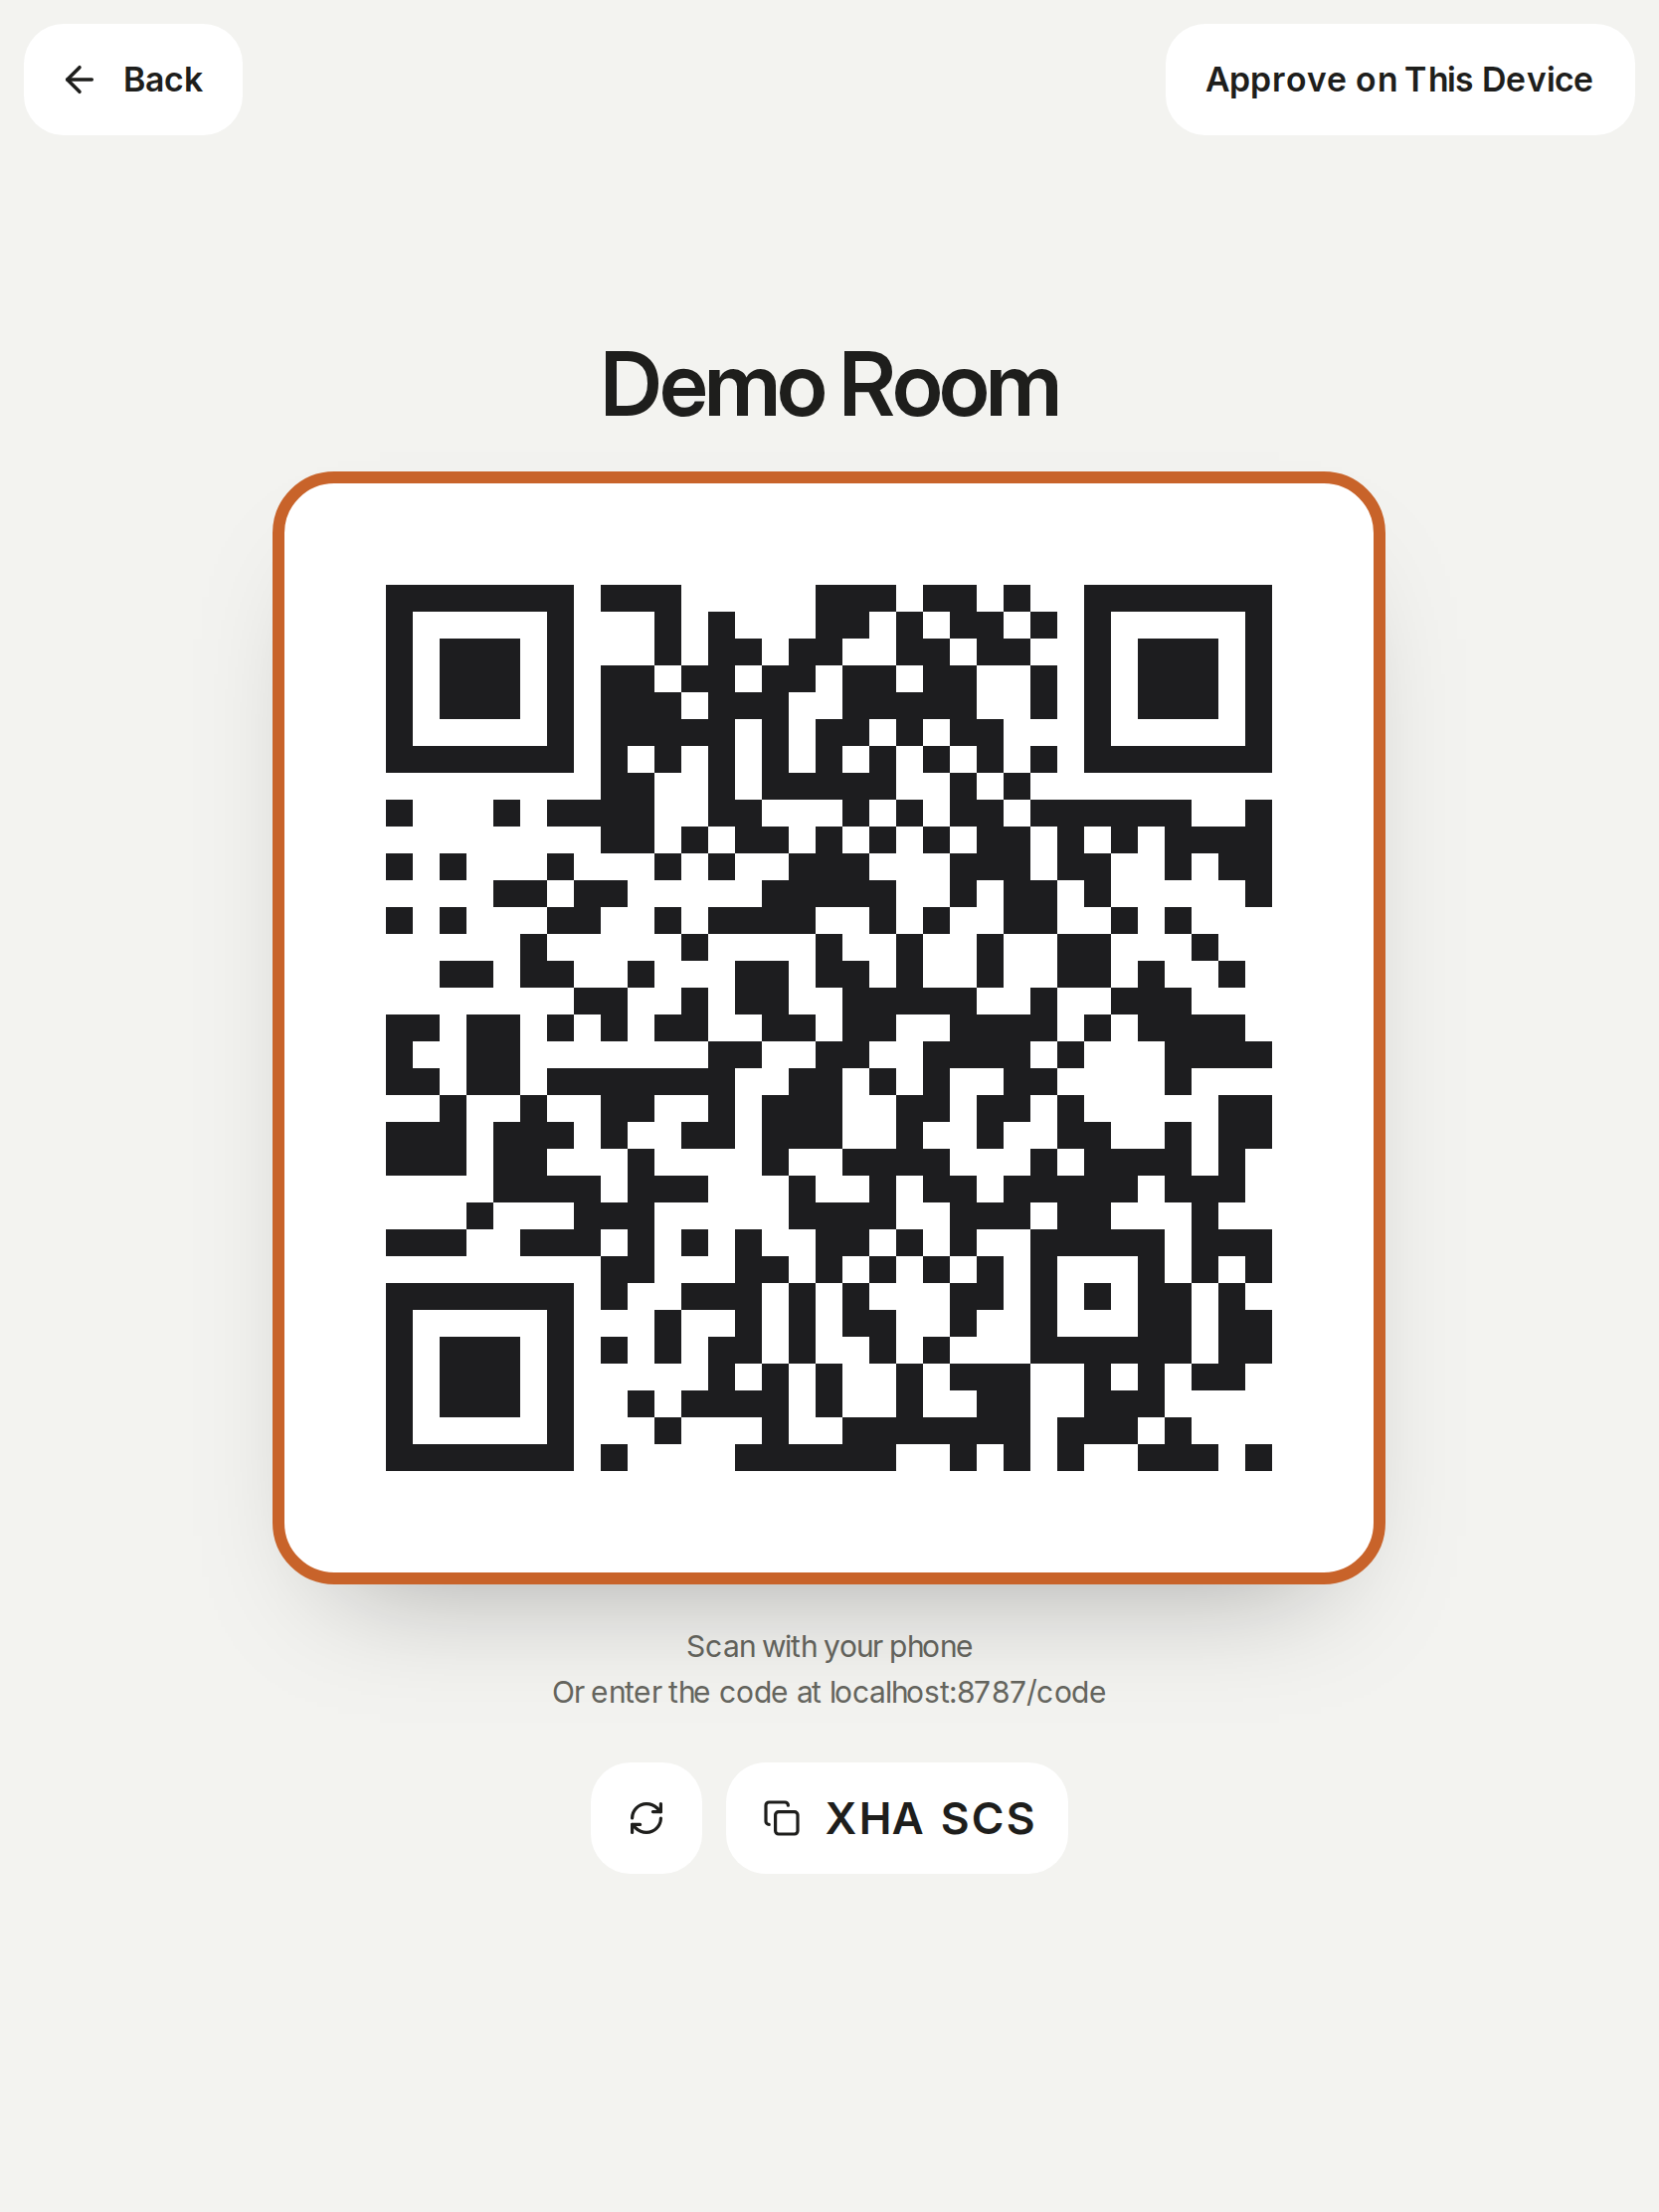 Back
Approve on This Device
Demo Room
Scan with your phone
Or enter the code at localhost:8787/code
XHA SCS